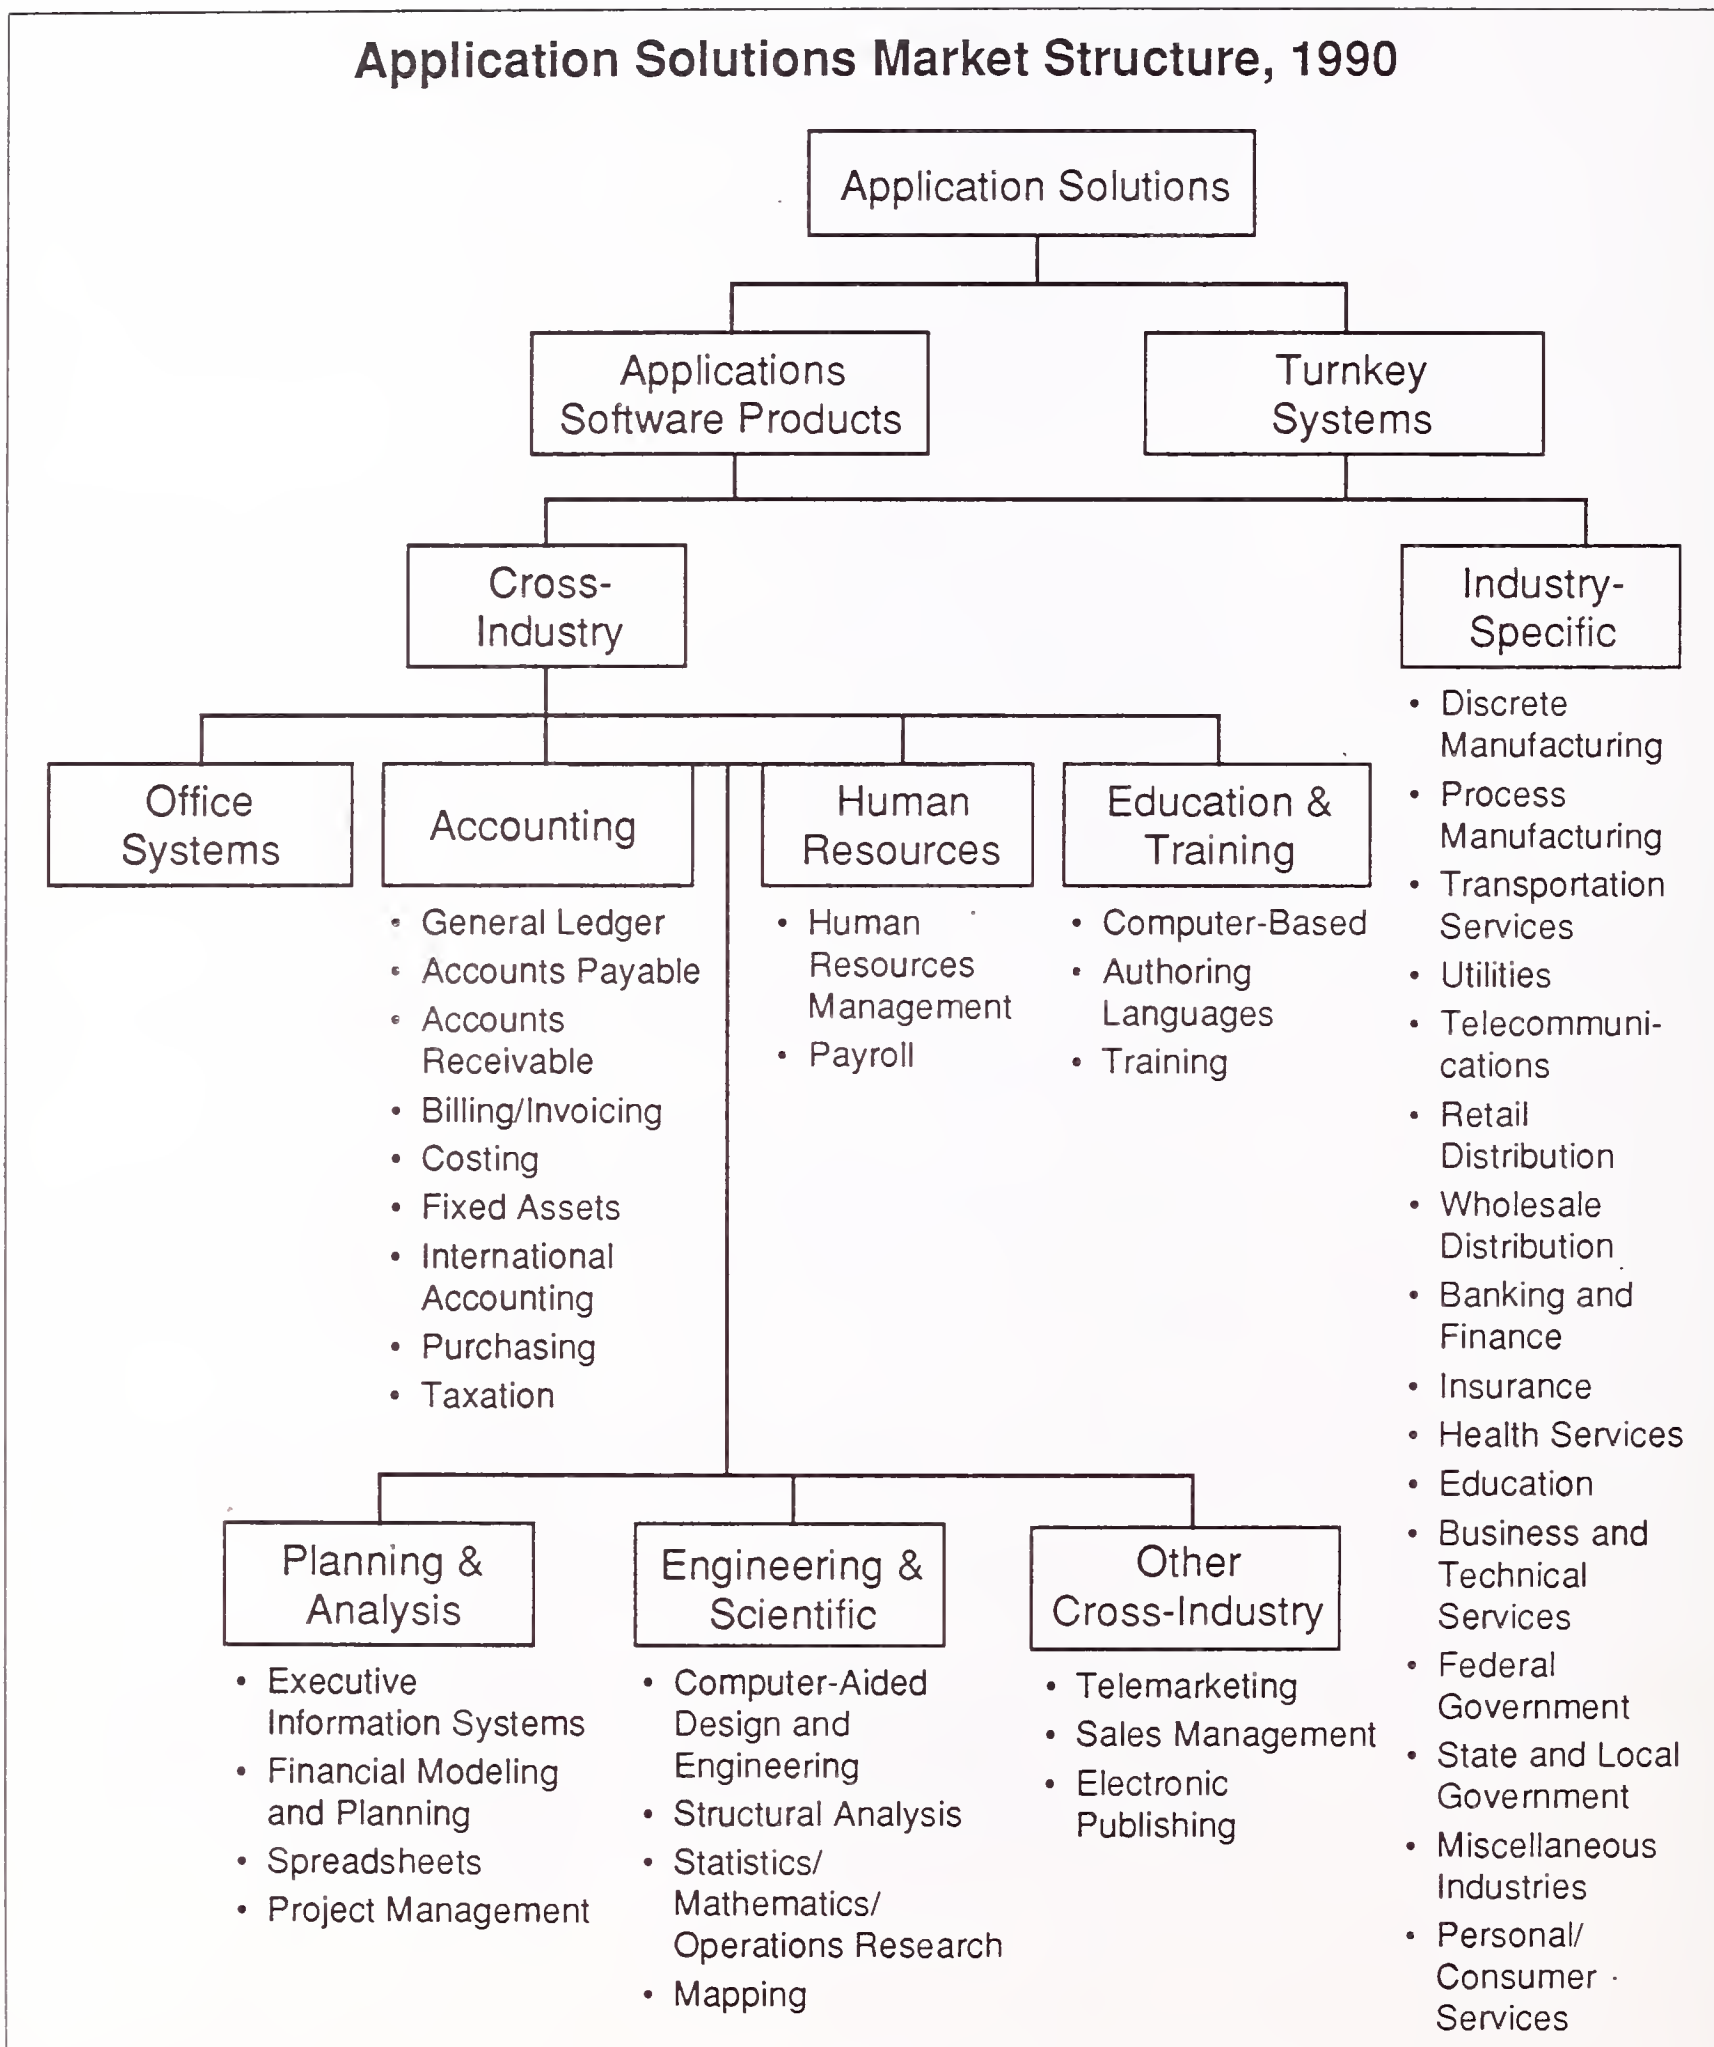 Application Solutions Market Structure, 1990
Application Solutions
Applications
Software Products
Turnkey
Systems
Cross-
Industry
Industry-
Specific
Office
Systems
Accounting
• General Ledger
• Accounts Payable
• Accounts
Receivable
• Billing/Invoicing
• Costing
• Fixed Assets
• International
Accounting
• Purchasing
• Taxation
Human
Resources
• Human
Resources
Management
• Payroll
Education &
Training
• Computer-Based
• Authoring
Languages
• Training
• Discrete
Manufacturing
• Process
Manufacturing
• Transportation
Services
• Utilities
• Telecommuni-
cations
• Retail
Distribution
• Wholesale
Distribution
• Banking and
Finance
• Insurance
• Health Services
• Education
• Business and
Technical
Services
• Federal
Government
• State and Local
Government
• Miscellaneous
Industries
• Personal/
Consumer
Services
Planning &
Analysis
• Executive
Information Systems
• Financial Modeling
and Planning
• Spreadsheets
• Project Management
Engineering &
Scientific
• Computer-Aided
Design and
Engineering
• Structural Analysis
• Statistics/
Mathematics/
Operations Research
• Mapping
Other
Cross-Industry
• Telemarketing
• Sales Management
• Electronic
Publishing